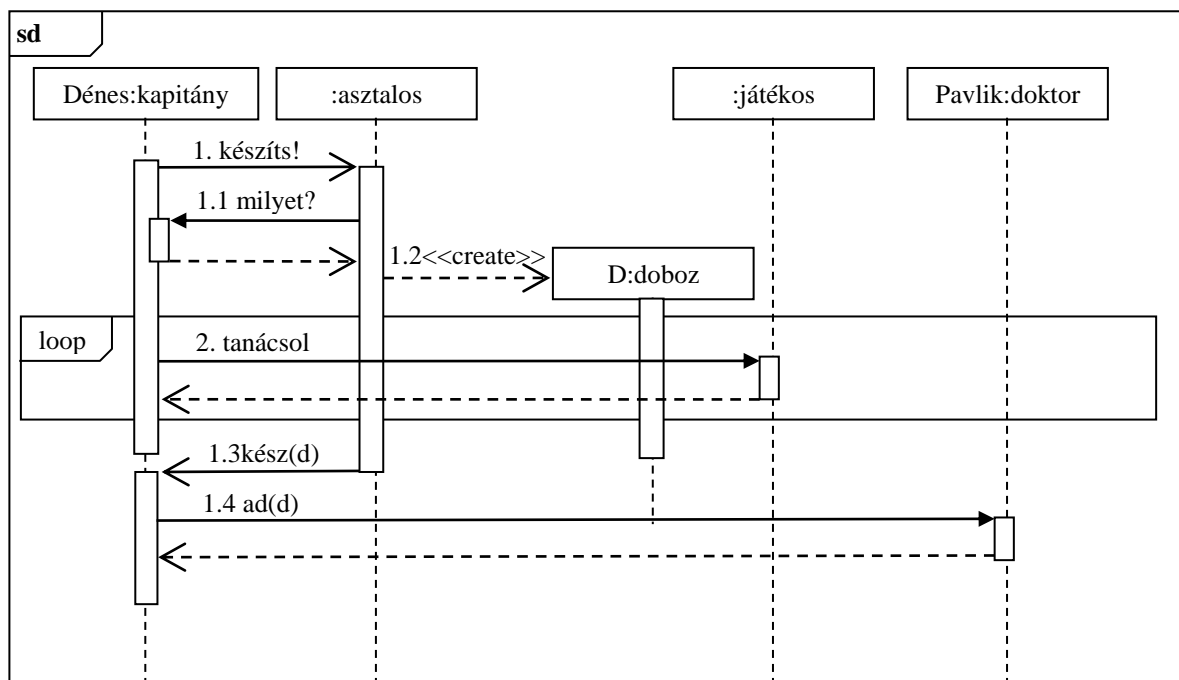 sd
Dénes:kapitány
:asztalos
:játékos
Pavlik:doktor
1. készíts!
1.1 milyet?
1.2<<create>>
D:doboz
loop
2. tanácsol
1.3kész(d)
1.4 ad(d)